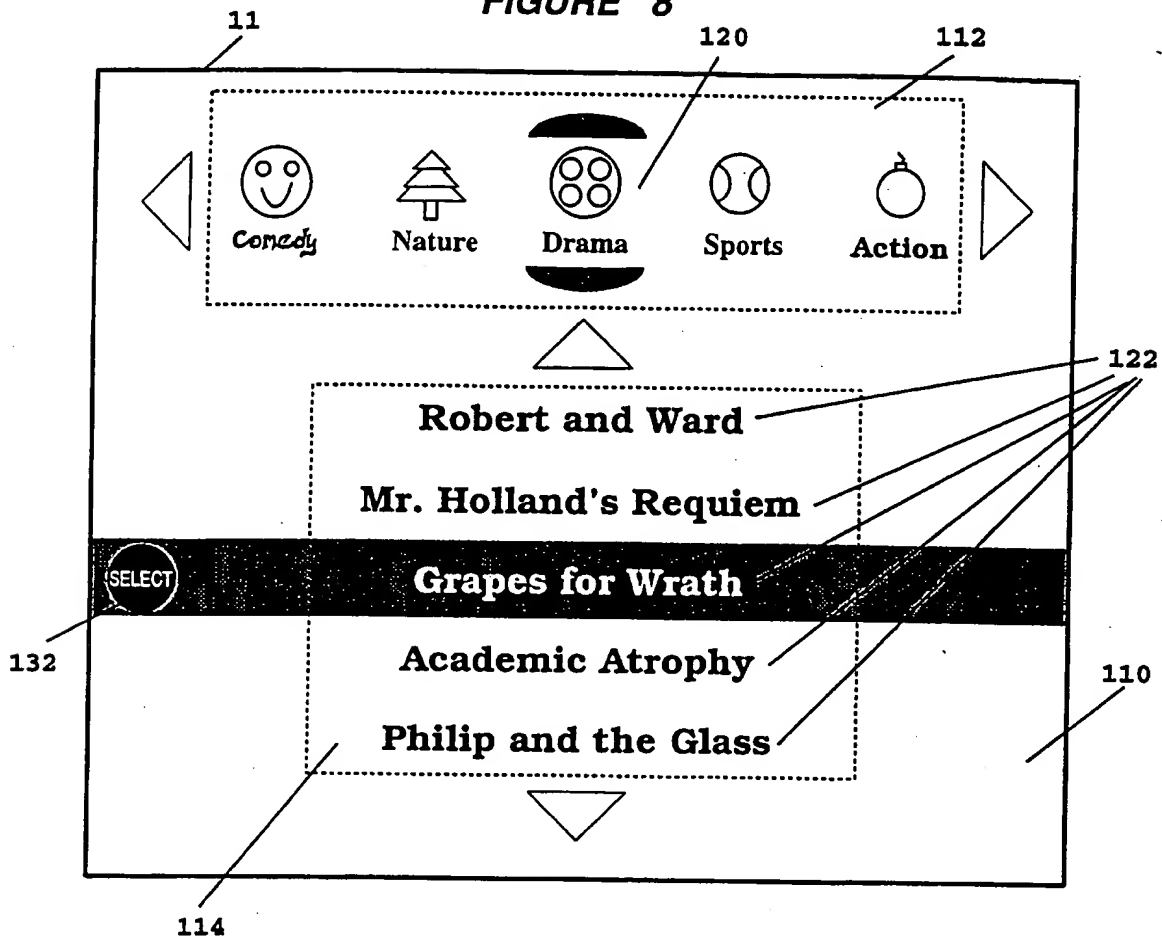 FIGURE 8
11
120
112
Comedy Nature Drama Sports Action
122
Robert and Ward
Mr. Holland's Requiem
SELECT Grapes for Wrath
132
Academic Atrophy
110
Philip and the Glass
114